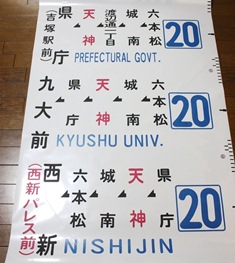 県庁
(吉塚駅前)
天神
渡辺通一丁目
城南
六本松
20
PREFECTURAL GOVT.
九大前
県庁
天神
城南
六本松
20
KYUSHU UNIV.
西新
(西新パレス前)
六本松
城南
天神
県庁
20
NISHIJIN